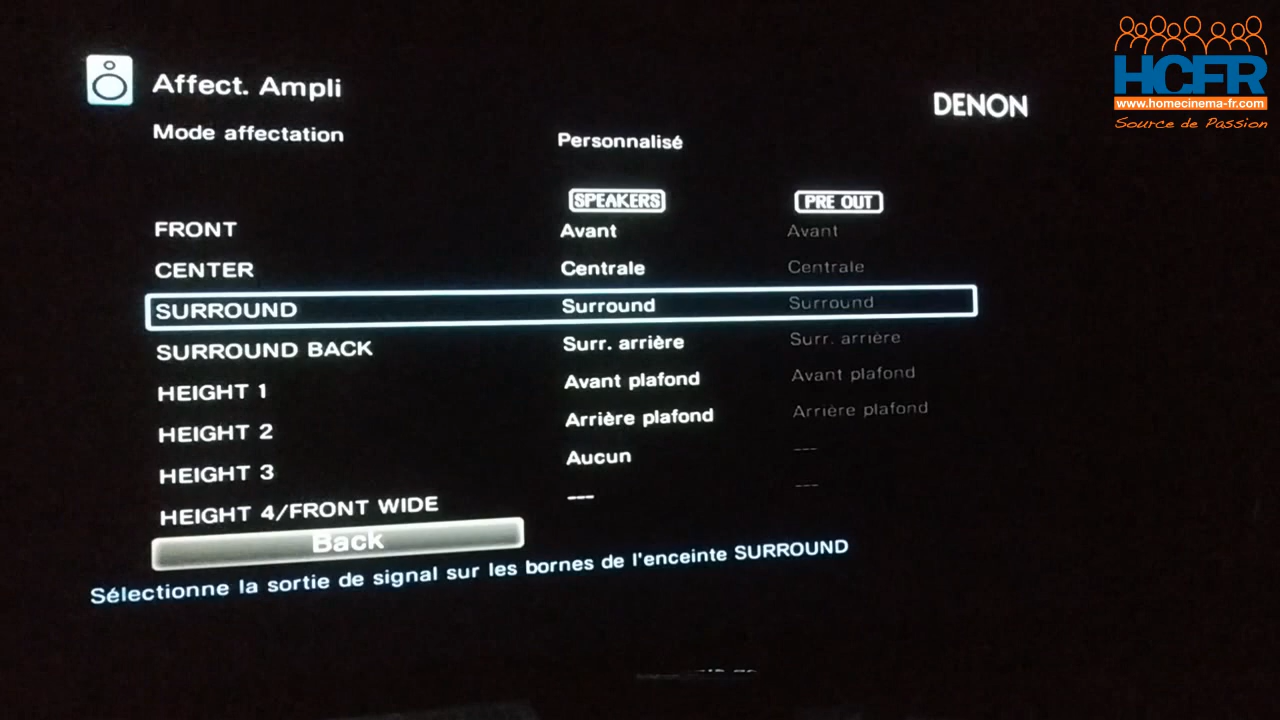 HCFR
www.homecinema-fr.com
Source de Passion
Affect. Ampli
DENON
Mode affectation Personnalisé
SPEAKERS PRE OUT
FRONT Avant Avant
CENTER Centrale Centrale
SURROUND Surround Surround
SURROUND BACK Surr. arrière Surr. arrière
HEIGHT 1 Avant plafond Avant plafond
HEIGHT 2 Arrière plafond Arrière plafond
HEIGHT 3 Aucun ---
HEIGHT 4/FRONT WIDE --- ---
Back
Sélectionne la sortie de signal sur les bornes de l'enceinte SURROUND